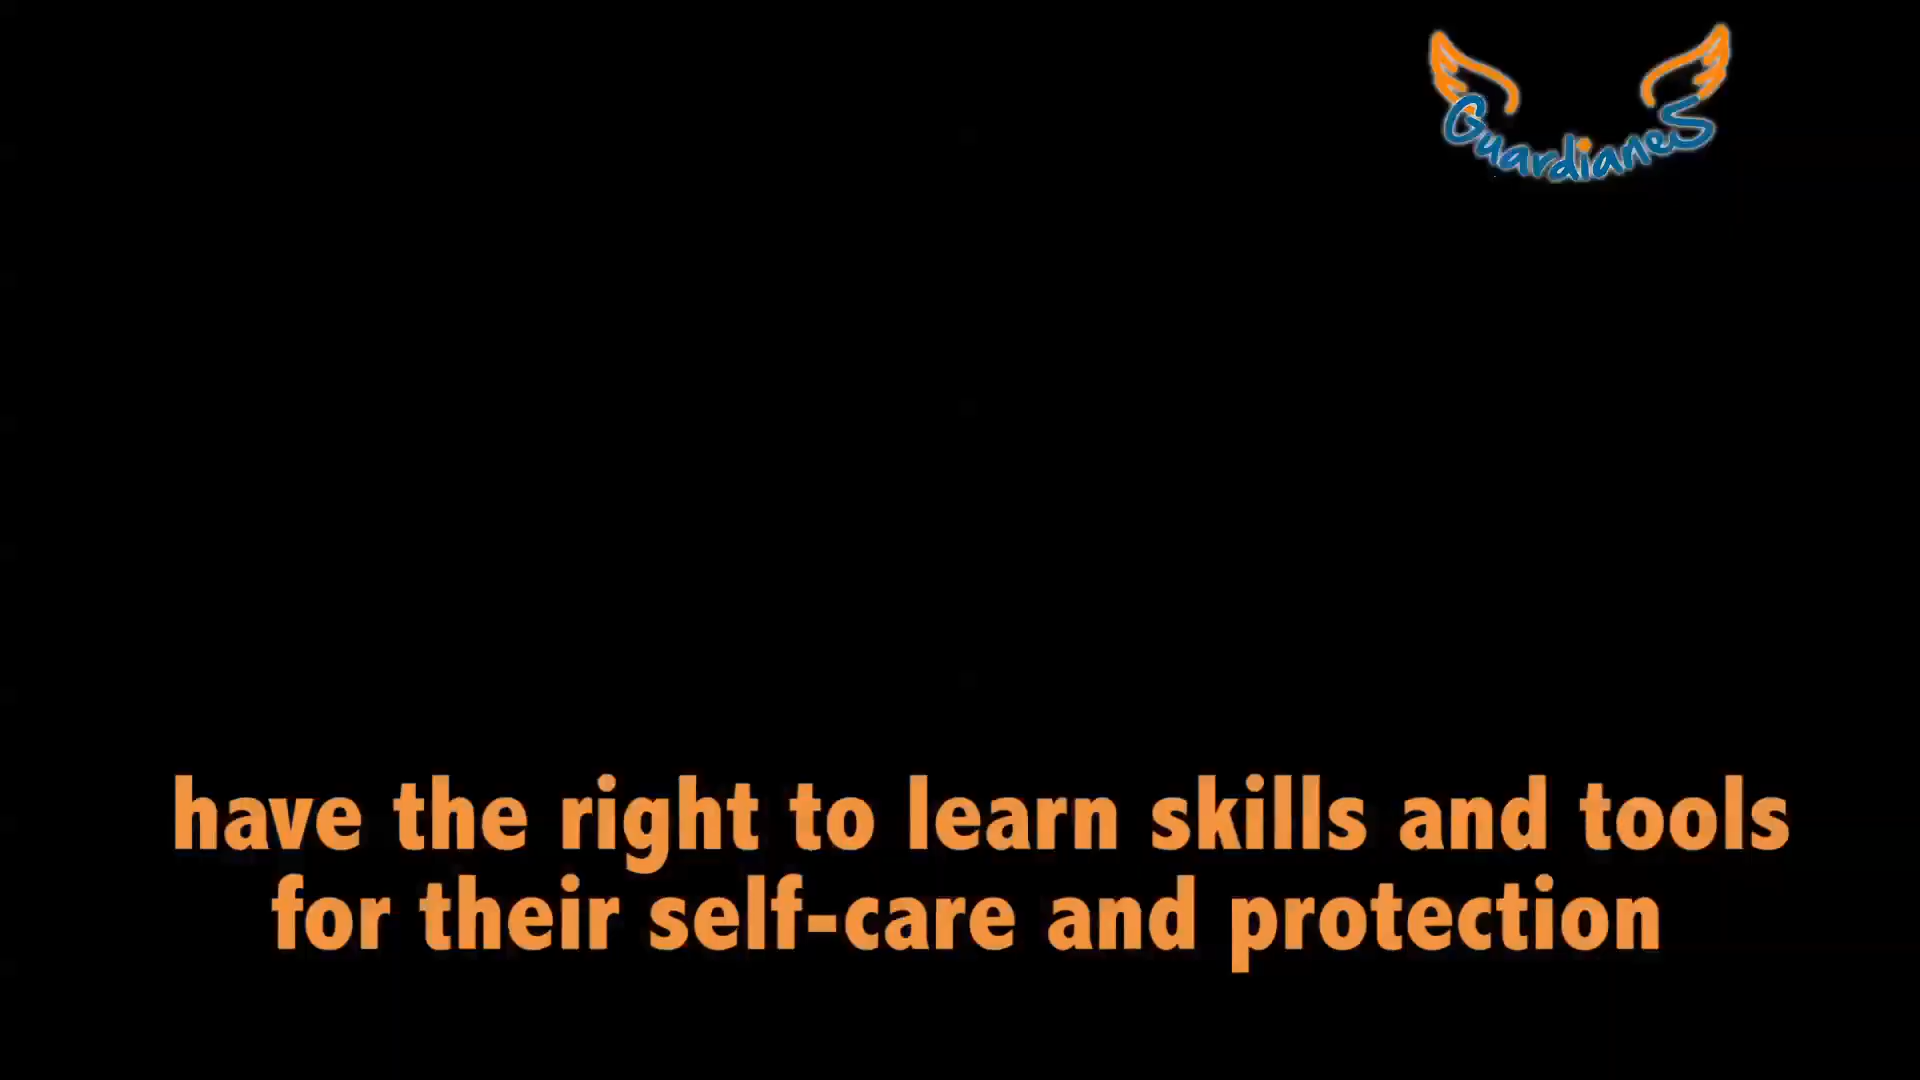 GuardianeS
have the right to learn skills and tools
for their self-care and protection